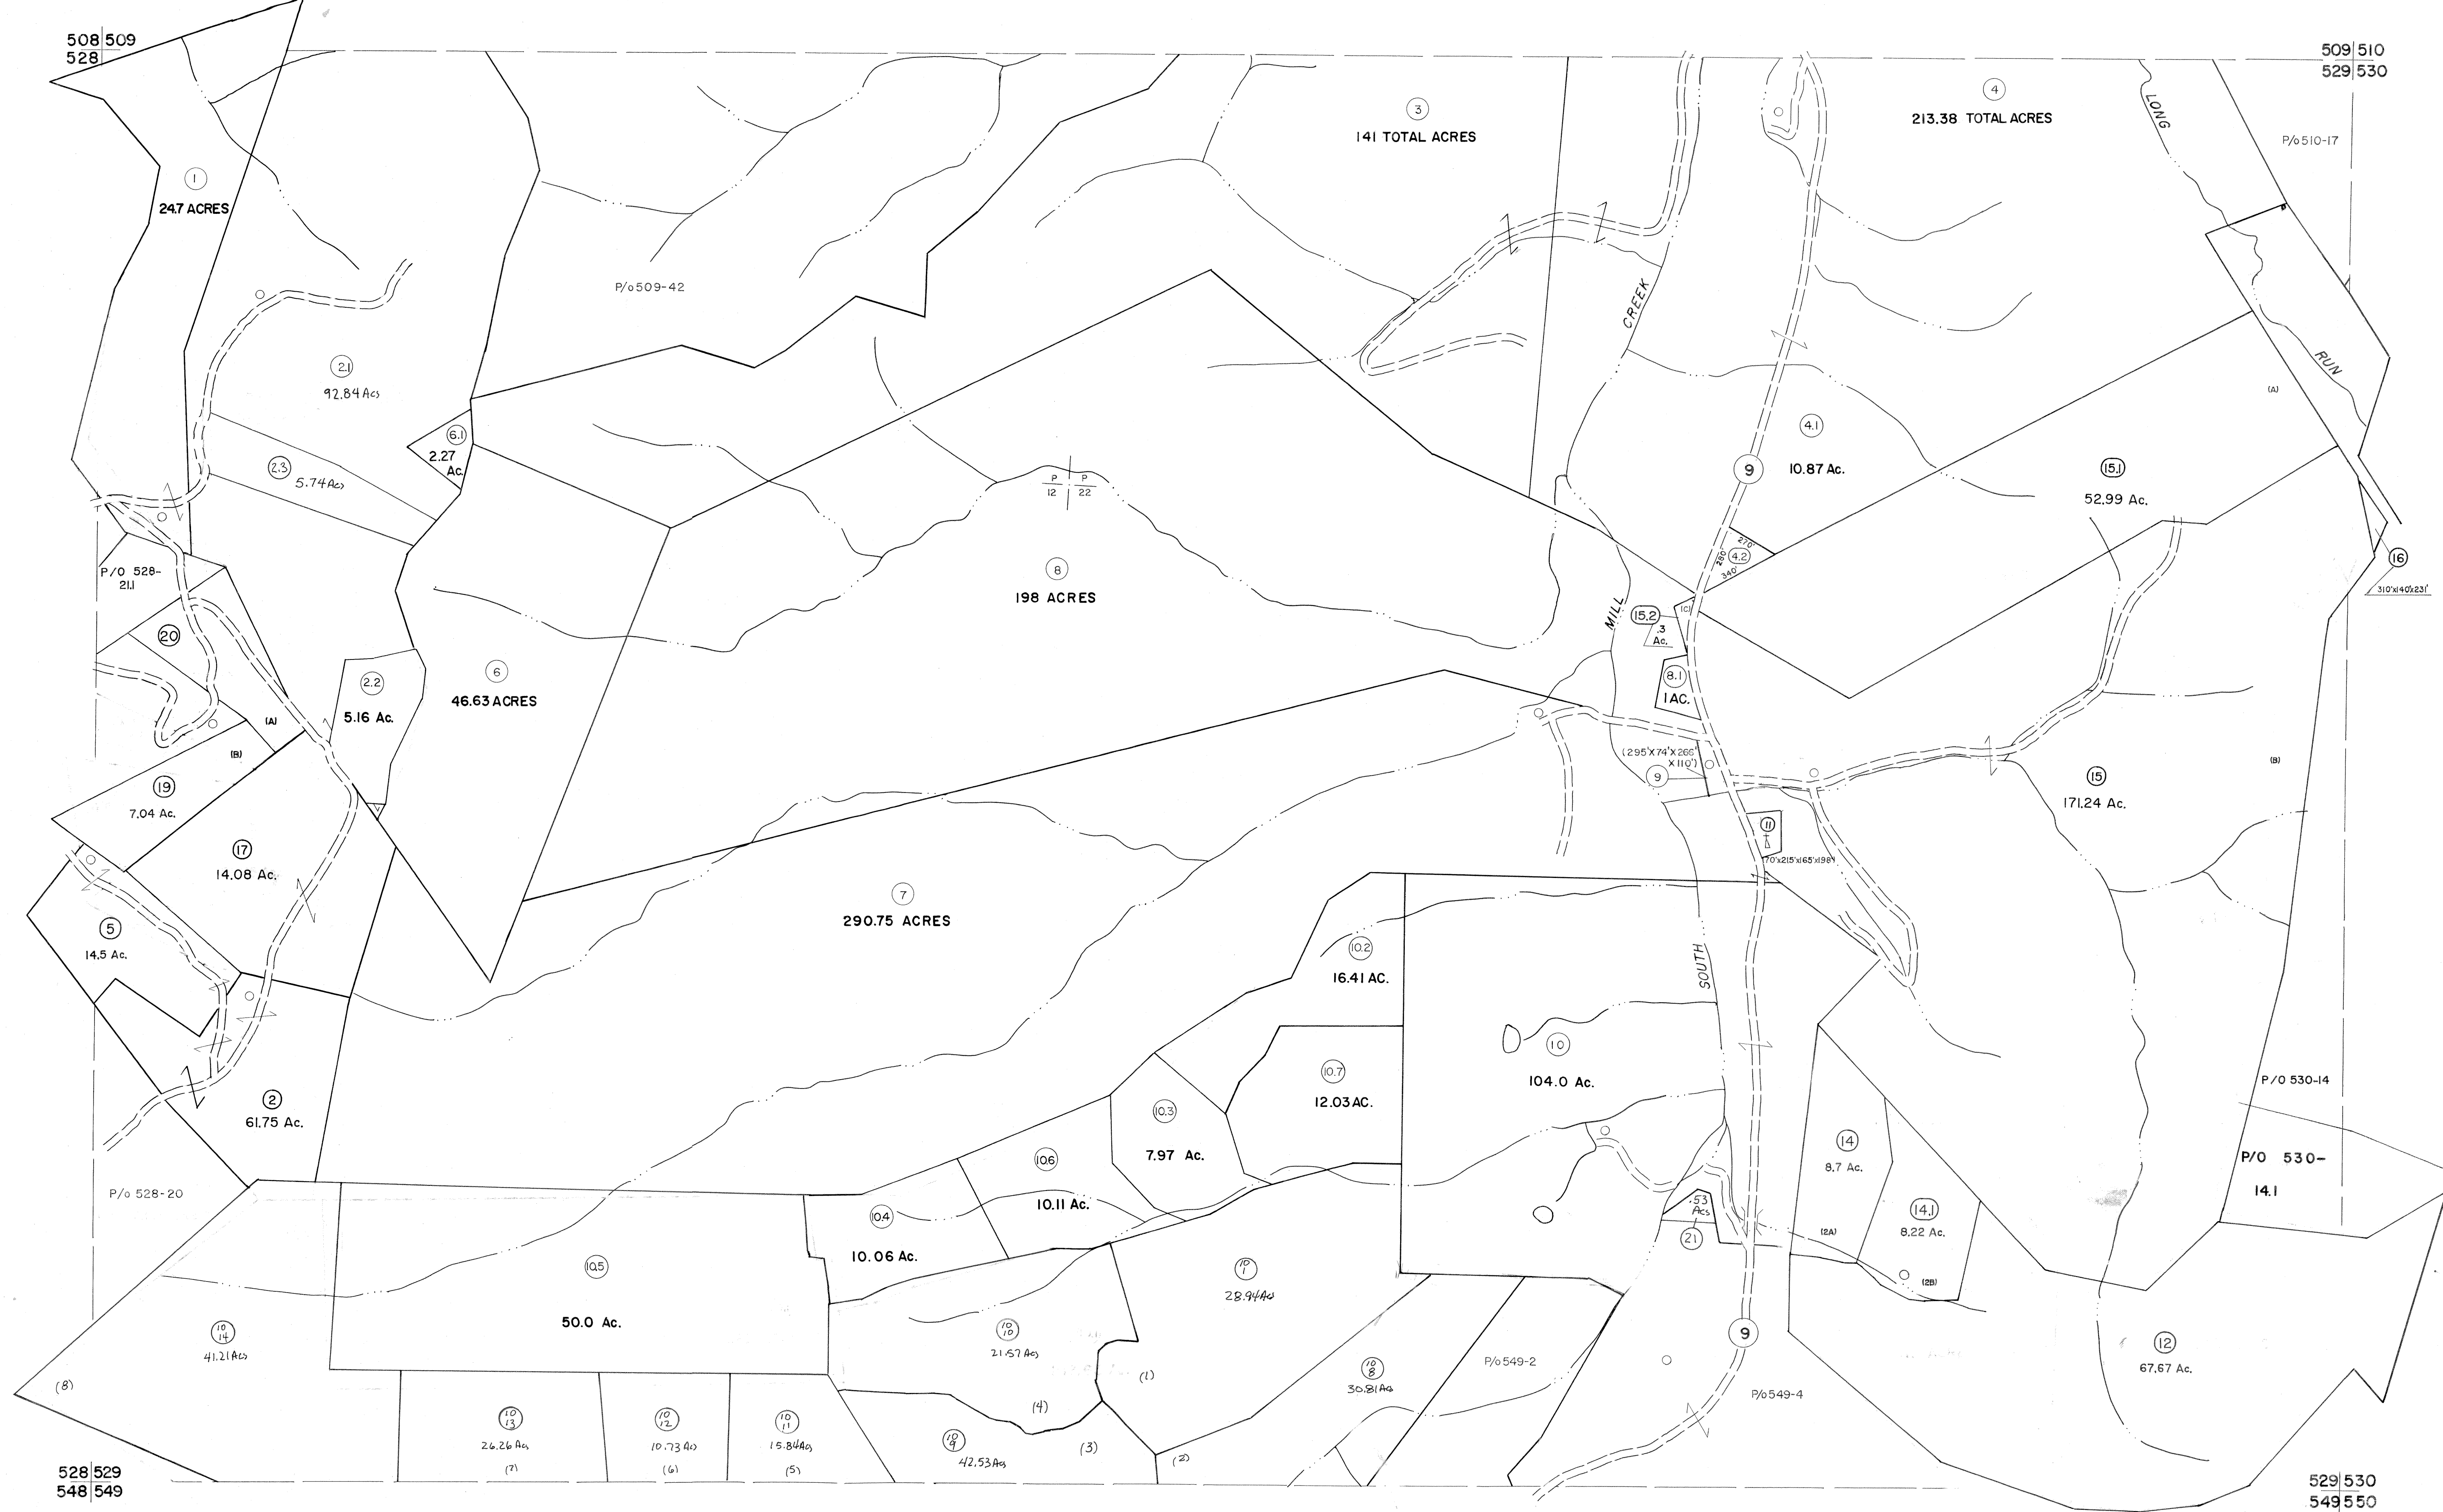 508 509
528
509 510
529 530
1
24.7 ACRES
3
141 TOTAL ACRES
4
213.38 TOTAL ACRES
LONG
RUN
P/o 510-17
P/o 509-42
CREEK
2.1
92.84 Acs
2.3
5.74 Acs
6.1
2.27
Ac.
4.1
10.87 Ac.
9
(A)
15.1
52.99 Ac.
P P
12 22
270'
280'
4.2
340'
16
310'x140'x231'
P/O 528-
21.1
20
8
198 ACRES
MILL
(C)
15.2
.3
Ac.
8.1
1 AC.
2.2
5.16 Ac.
6
46.63 ACRES
(A)
(B)
(295'X74'X266'
X110')
9
15
171.24 Ac.
(B)
19
7.04 Ac.
11
70'x215'x165'x198'
17
14.08 Ac.
7
290.75 ACRES
5
14.5 Ac.
10.2
16.41 AC.
SOUTH
10
104.0 Ac.
10.7
12.03 AC.
2
61.75 Ac.
10.3
7.97 Ac.
P/O 530-14
14
8.7 Ac.
P/O 530-
14.1
P/o 528-20
10.6
10.11 Ac.
10.4
10.06 Ac.
.53
Acs
21
(2A)
14.1
8.22 Ac.
(2B)
10.5
50.0 Ac.
10
1
28.94 Acs
10
14
41.21 Acs
(8)
10
10
21.57 Acs
(1)
(4)
10
8
30.81 Acs
P/o 549-2
9
P/o 549-4
12
67.67 Ac.
10
13
26.26 Acs
(7)
10
12
10.73 Acs
(6)
10
11
15.84 Acs
(5)
10
9
42.53 Acs
(3)
(2)
528 529
548 549
529 530
549 550